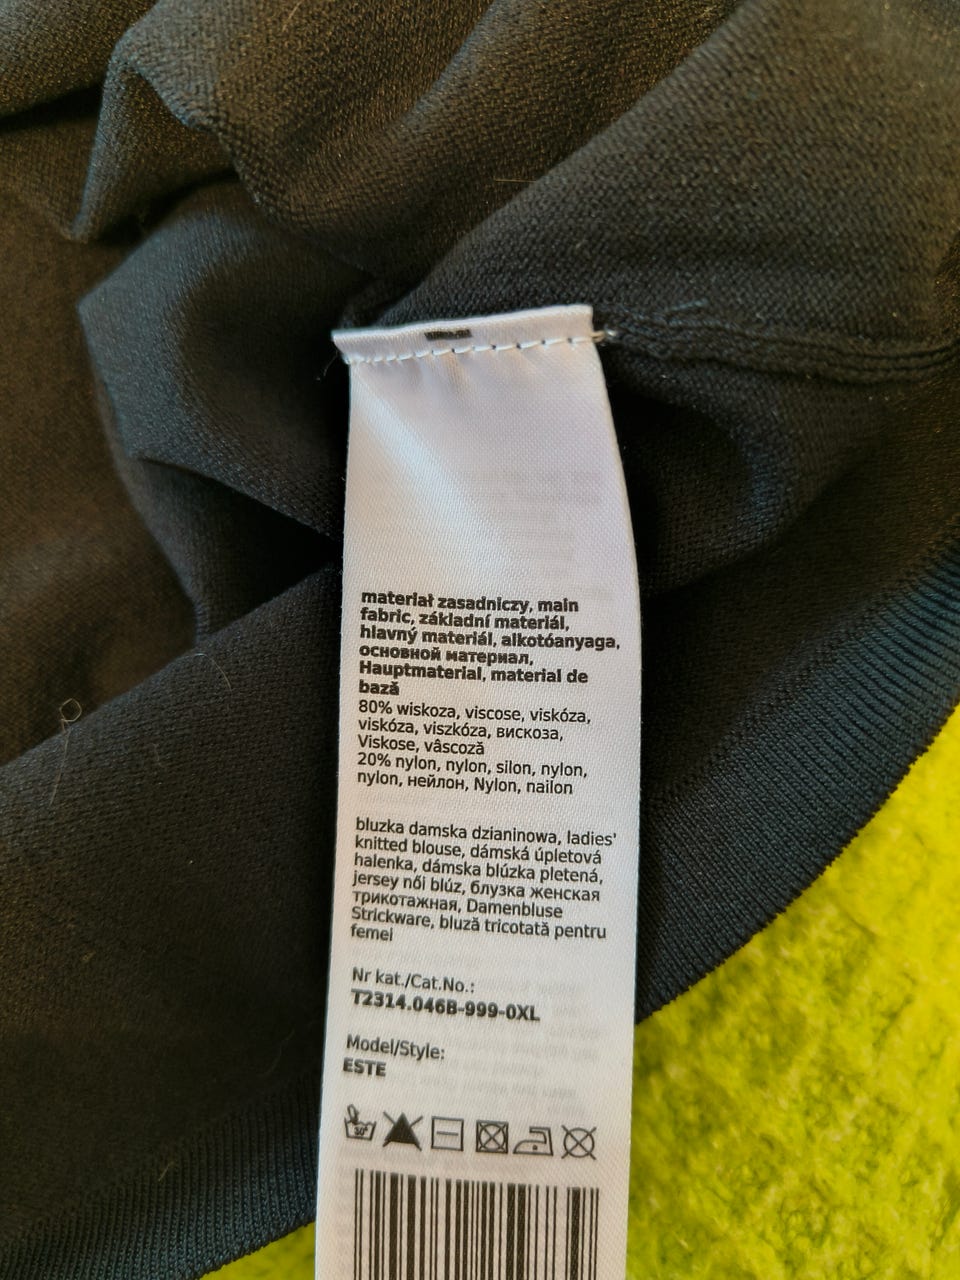 materiał zasadniczy, main
fabric, základní materiál,
hlavný materiál, alkotóanyaga,
основной материал,
Hauptmaterial, material de
bază
80% wiskoza, viscose, viskóza,
viskóza, viszkóza, вискоза,
Viskose, vâscoză
20% nylon, nylon, silon, nylon,
nylon, нейлон, Nylon, nailon
bluzka damska dzianinowa, ladies'
knitted blouse, dámská úpletová
halenka, dámska blúzka pletená,
jersey női blúz, блузка женская
трикотажная, Damenbluse
Strickware, bluză tricotată pentru
femei
Nr kat./Cat.No.:
T2314.046B-999-0XL
Model/Style:
ESTE
30°